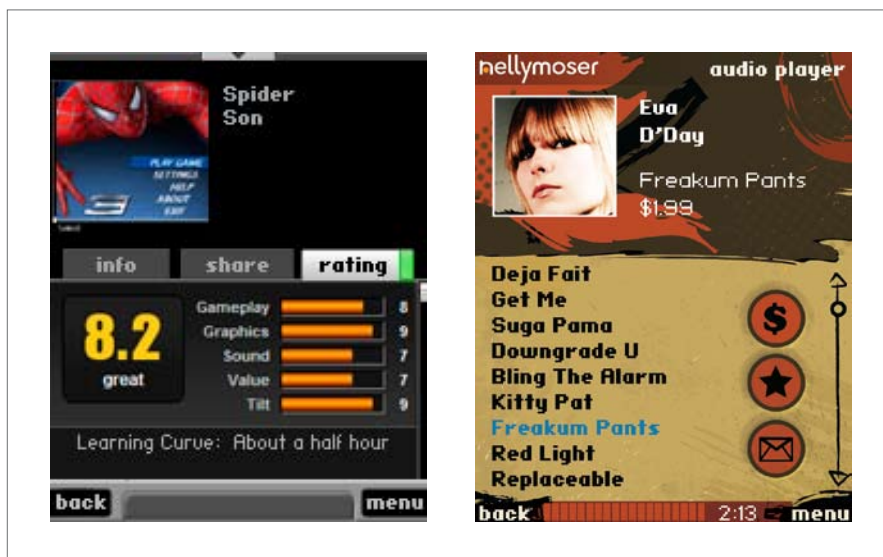 Spider
Son
PLAY GAME
SETTINGS
HELP
ABOUT
EXIT
info share rating
8.2
great
Gameplay 8
Graphics 9
Sound 7
Value 7
Tilt 9
Learning Curve: About a half hour
back menu
nellymoser audio player
Eva
D'Day
Freakum Pants
$1.99
Deja Fait
Get Me
Suga Pama
Downgrade U
Bling The Alarm
Kitty Pat
Freakum Pants
Red Light
Replaceable
$
back 2:13 menu